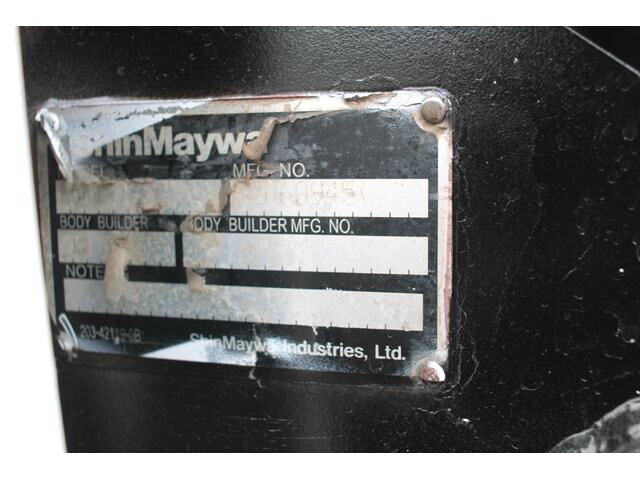 ShinMaywa
MFG. NO.
BODY BUILDER BODY BUILDER MFG. NO.
NOTE
ShinMaywa Industries, Ltd.